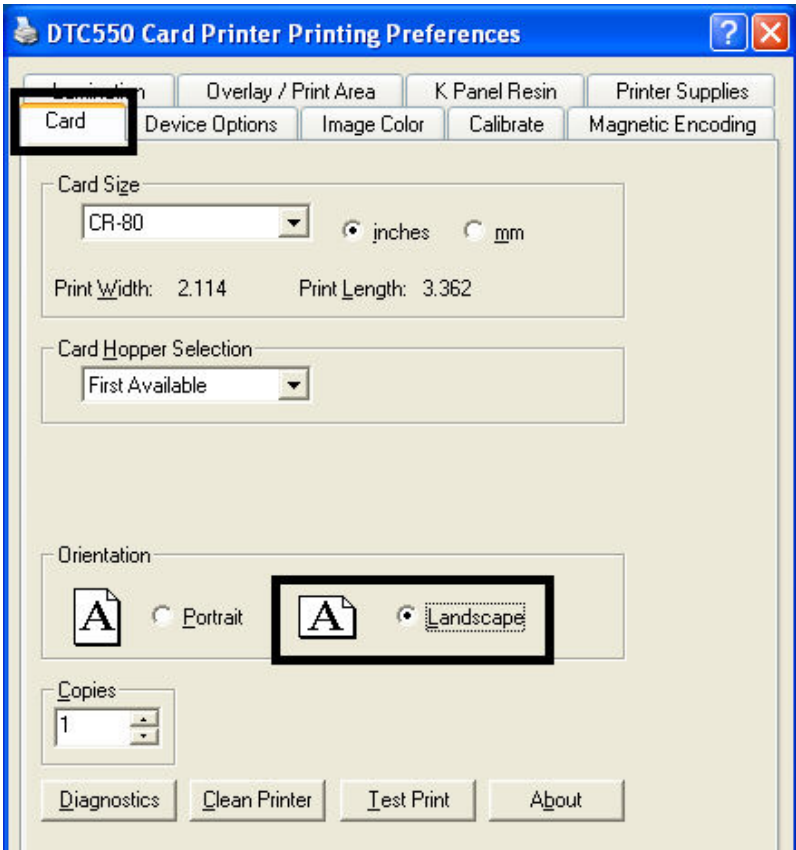 DTC550 Card Printer Printing Preferences
Lamination Overlay / Print Area K Panel Resin Printer Supplies
Card Device Options Image Color Calibrate Magnetic Encoding
Card Size
CR-80 inches mm
Print Width: 2.114 Print Length: 3.362
Card Hopper Selection
First Available
Orientation
A Portrait A Landscape
Copies
1
Diagnostics Clean Printer Test Print About